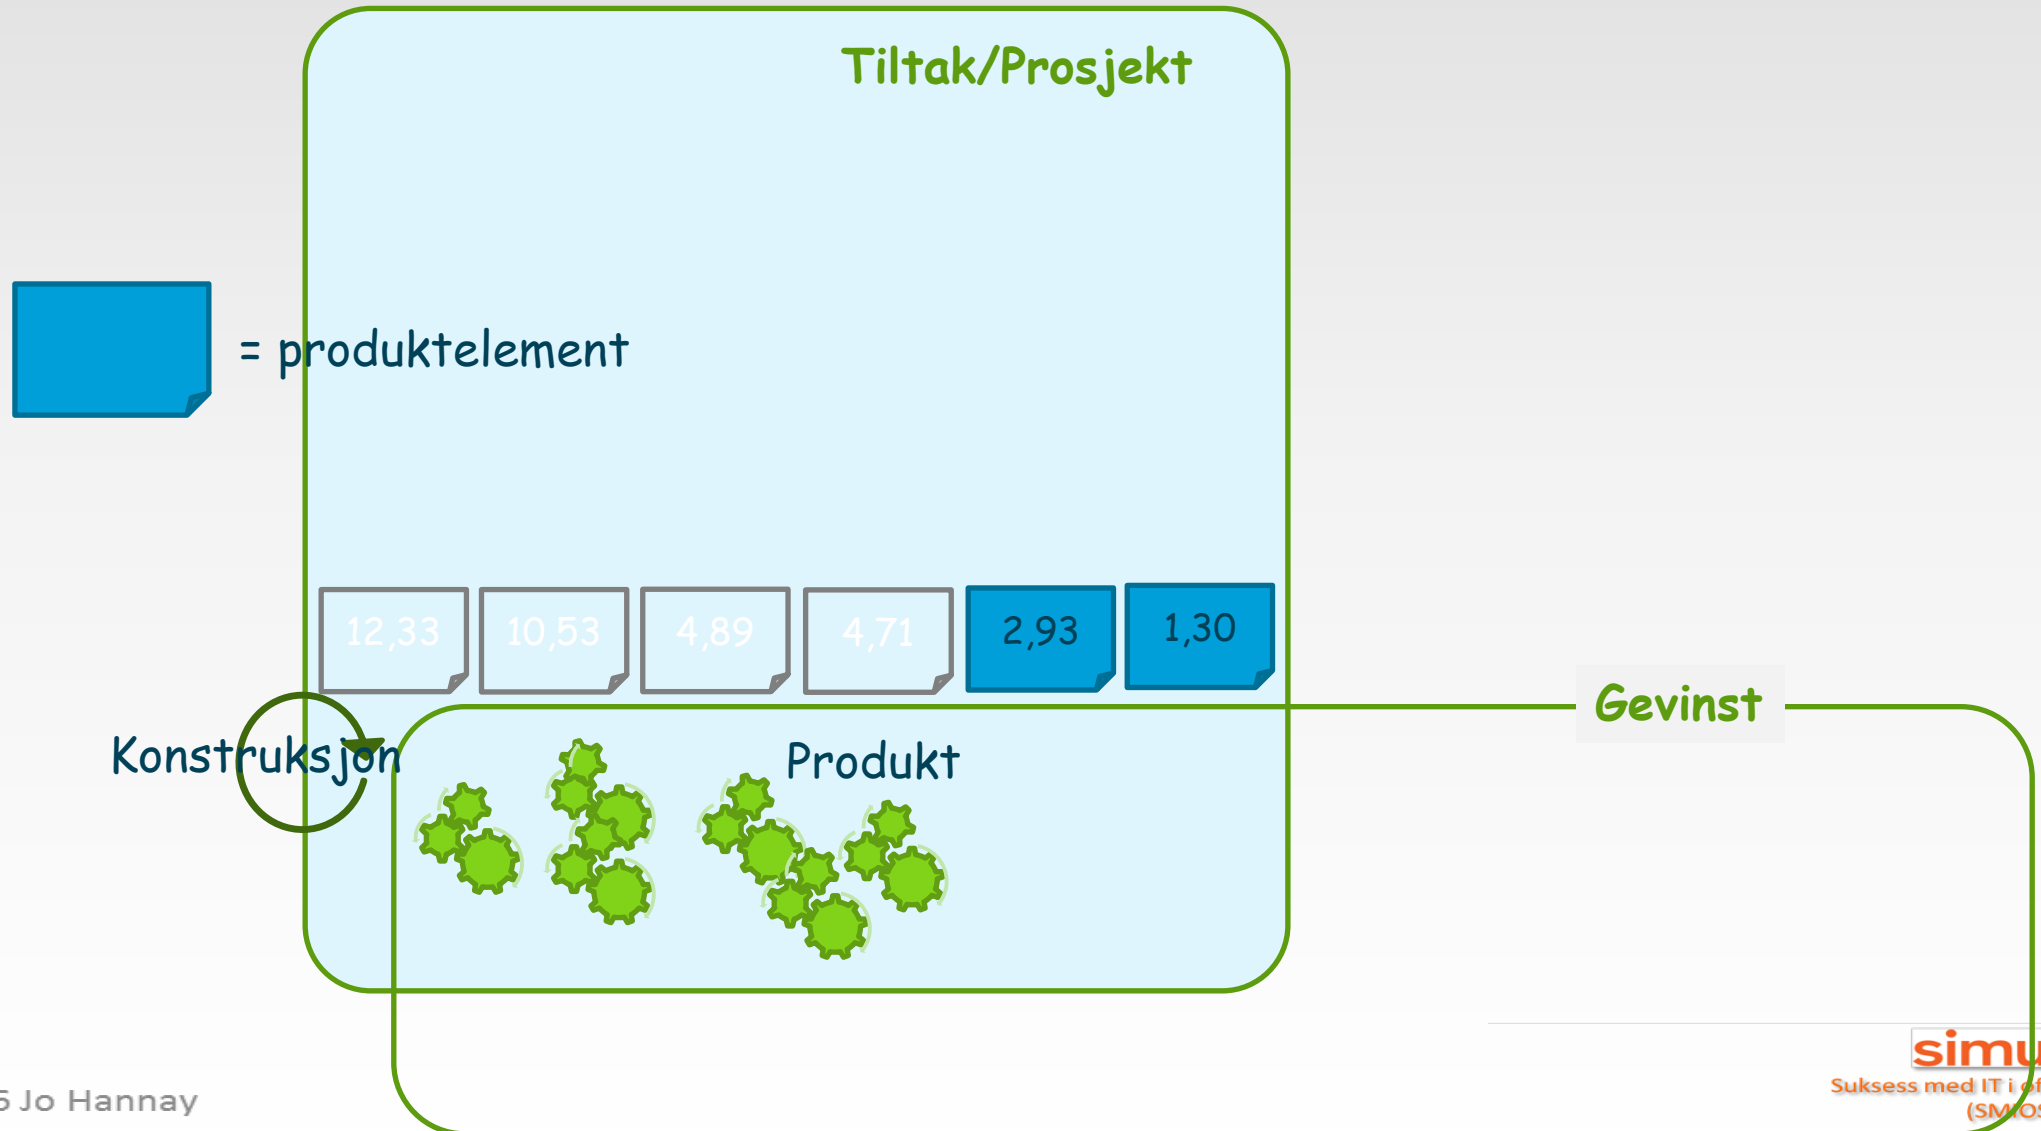 Tiltak/Prosjekt
= produktelement
12,33 10,53 4,89 4,71 2,93 1,30
Gevinst
Konstruksjon
Produkt
Jo Hannay
Suksess med IT i